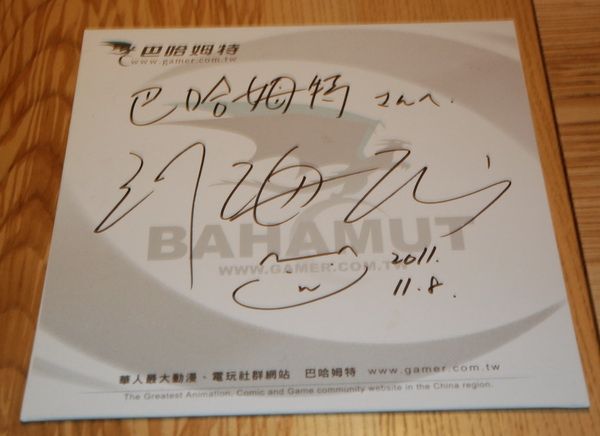 巴哈姆特
www.gamer.com.tw
巴哈姆特 さんへ.
BAHAMUT
WWW.GAMER.COM.TW
2011.
11.8.
華人最大動漫、電玩社群網站 巴哈姆特 www.gamer.com.tw
The Greatest Animation, Comic and Game community website in the China region.